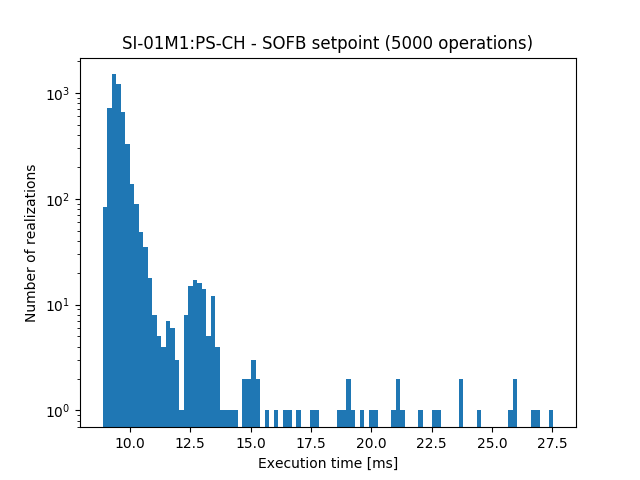 SI-01M1:PS-CH - SOFB setpoint (5000 operations)
Number of realizations
10³
10²
10¹
10⁰
10.0 12.5 15.0 17.5 20.0 22.5 25.0 27.5
Execution time [ms]